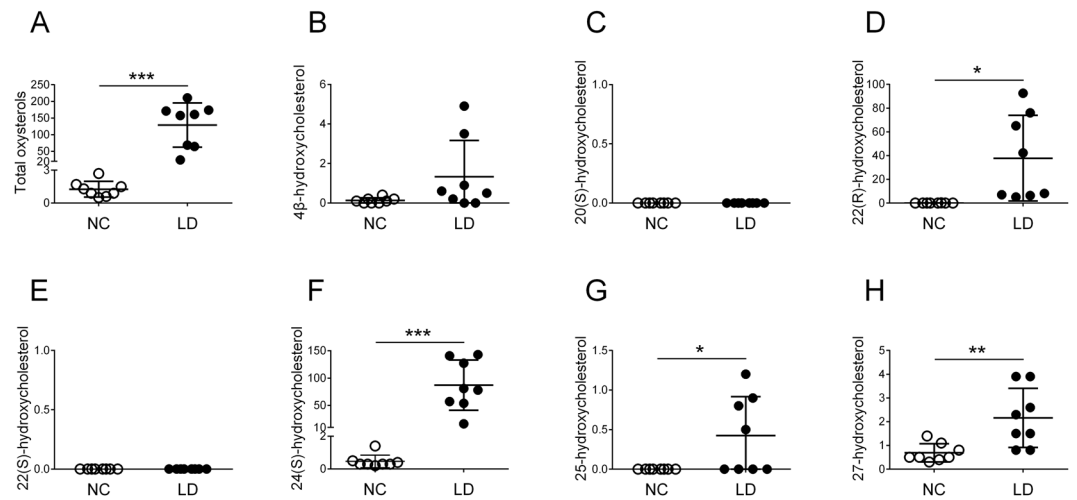 A
Total oxysterols
250
200
150
100
50
20
3
0
***
NC
LD
B
4β-hydroxycholesterol
6
4
2
0
NC
LD
C
20(S)-hydroxycholesterol
1.0
0.5
0.0
NC
LD
D
22(R)-hydroxycholesterol
100
80
60
40
20
0
*
NC
LD
E
22(S)-hydroxycholesterol
1.0
0.5
0.0
NC
LD
F
24(S)-hydroxycholesterol
150
100
50
10
2
0
***
NC
LD
G
25-hydroxycholesterol
1.5
1.0
0.5
0.0
*
NC
LD
H
27-hydroxycholesterol
5
4
3
2
1
0
**
NC
LD